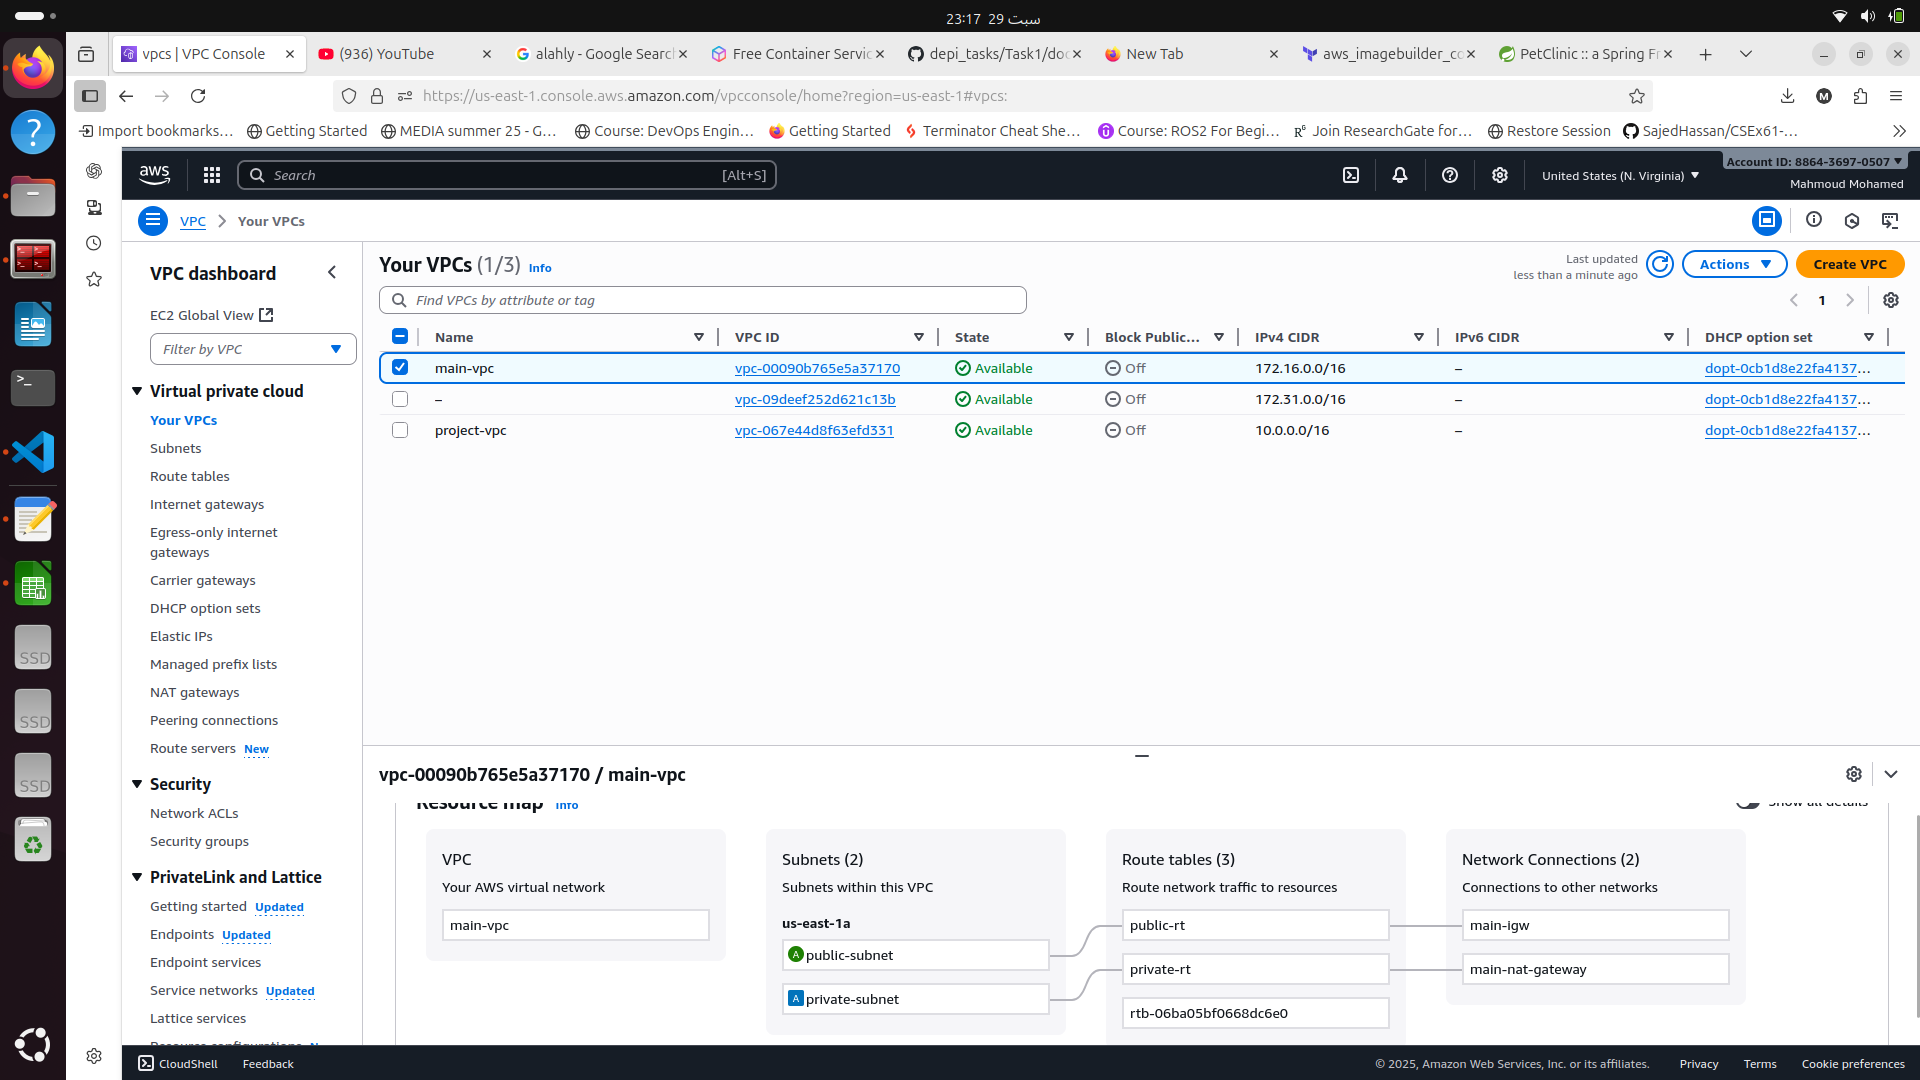 23:17 29 سبت
vpcs | VPC Console
(936) YouTube
alahly - Google Search
Free Container Servic
depi_tasks/Task1/doc
New Tab
aws_imagebuilder_co
PetClinic :: a Spring Fr
https://us-east-1.console.aws.amazon.com/vpcconsole/home?region=us-east-1#vpcs:
M
Import bookmarks…
Getting Started
MEDIA summer 25 - G…
Course: DevOps Engin…
Getting Started
Terminator Cheat She…
Course: ROS2 For Begi…
Join ResearchGate for…
Restore Session
SajedHassan/CSEx61-…
aws
Search
[Alt+S]
United States (N. Virginia)
Account ID: 8864-3697-0507
Mahmoud Mohamed
VPC
Your VPCs
VPC dashboard
EC2 Global View
Filter by VPC
Virtual private cloud
Your VPCs
Subnets
Route tables
Internet gateways
Egress-only internet
gateways
Carrier gateways
DHCP option sets
Elastic IPs
Managed prefix lists
NAT gateways
Peering connections
Route servers New
Security
Network ACLs
Security groups
PrivateLink and Lattice
Getting started Updated
Endpoints Updated
Endpoint services
Service networks Updated
Lattice services
Your VPCs (1/3) Info
Last updated
less than a minute ago
Actions
Create VPC
Find VPCs by attribute or tag
1
Name VPC ID State Block Public... IPv4 CIDR IPv6 CIDR DHCP option set
main-vpc vpc-00090b765e5a37170 Available Off 172.16.0.0/16 – dopt-0cb1d8e22fa4137…
– vpc-09deef252d621c13b Available Off 172.31.0.0/16 – dopt-0cb1d8e22fa4137…
project-vpc vpc-067e44d8f63efd331 Available Off 10.0.0.0/16 – dopt-0cb1d8e22fa4137…
vpc-00090b765e5a37170 / main-vpc
Resource map Info
Show all details
VPC
Your AWS virtual network
main-vpc
Subnets (2)
Subnets within this VPC
us-east-1a
A public-subnet
A private-subnet
Route tables (3)
Route network traffic to resources
public-rt
private-rt
rtb-06ba05bf0668dc6e0
Network Connections (2)
Connections to other networks
main-igw
main-nat-gateway
SSD
SSD
SSD
CloudShell
Feedback
© 2025, Amazon Web Services, Inc. or its affiliates.
Privacy
Terms
Cookie preferences